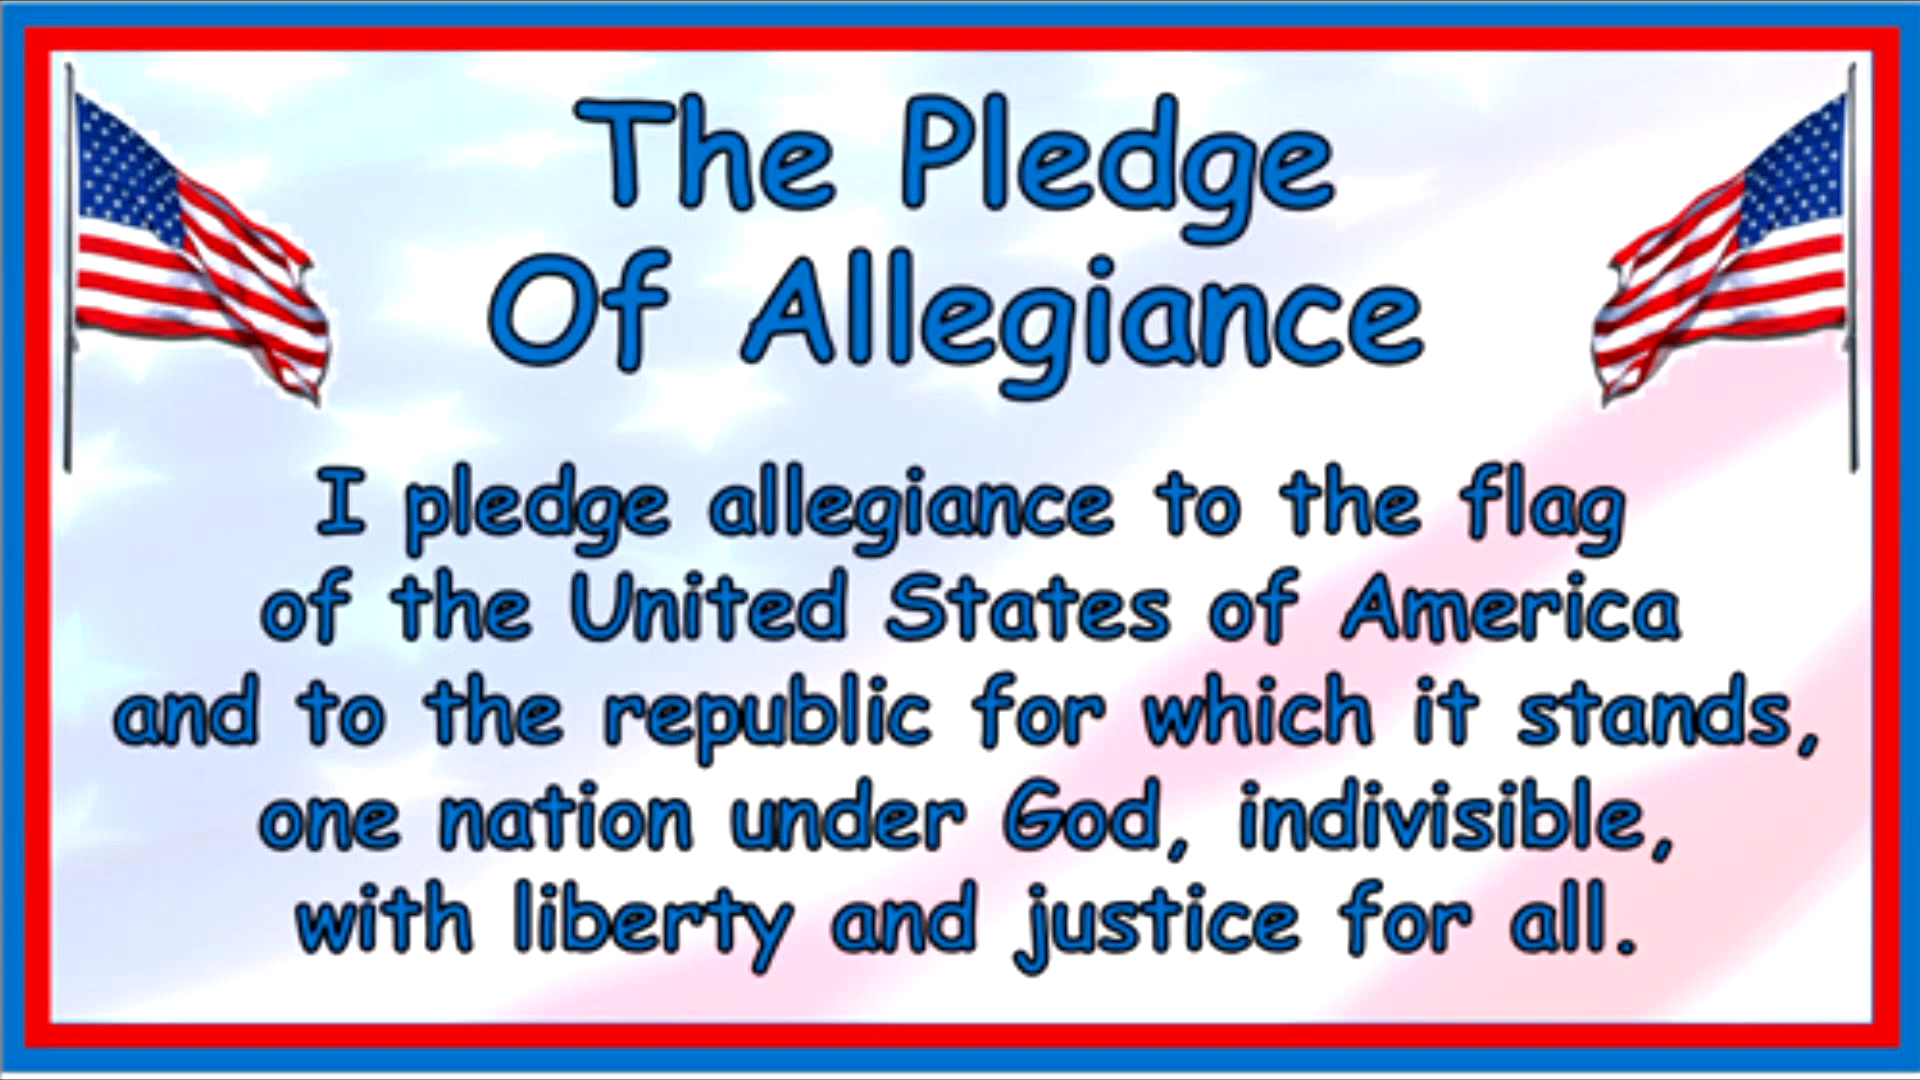 The Pledge
Of Allegiance
I pledge allegiance to the flag
of the United States of America
and to the republic for which it stands,
one nation under God, indivisible,
with liberty and justice for all.